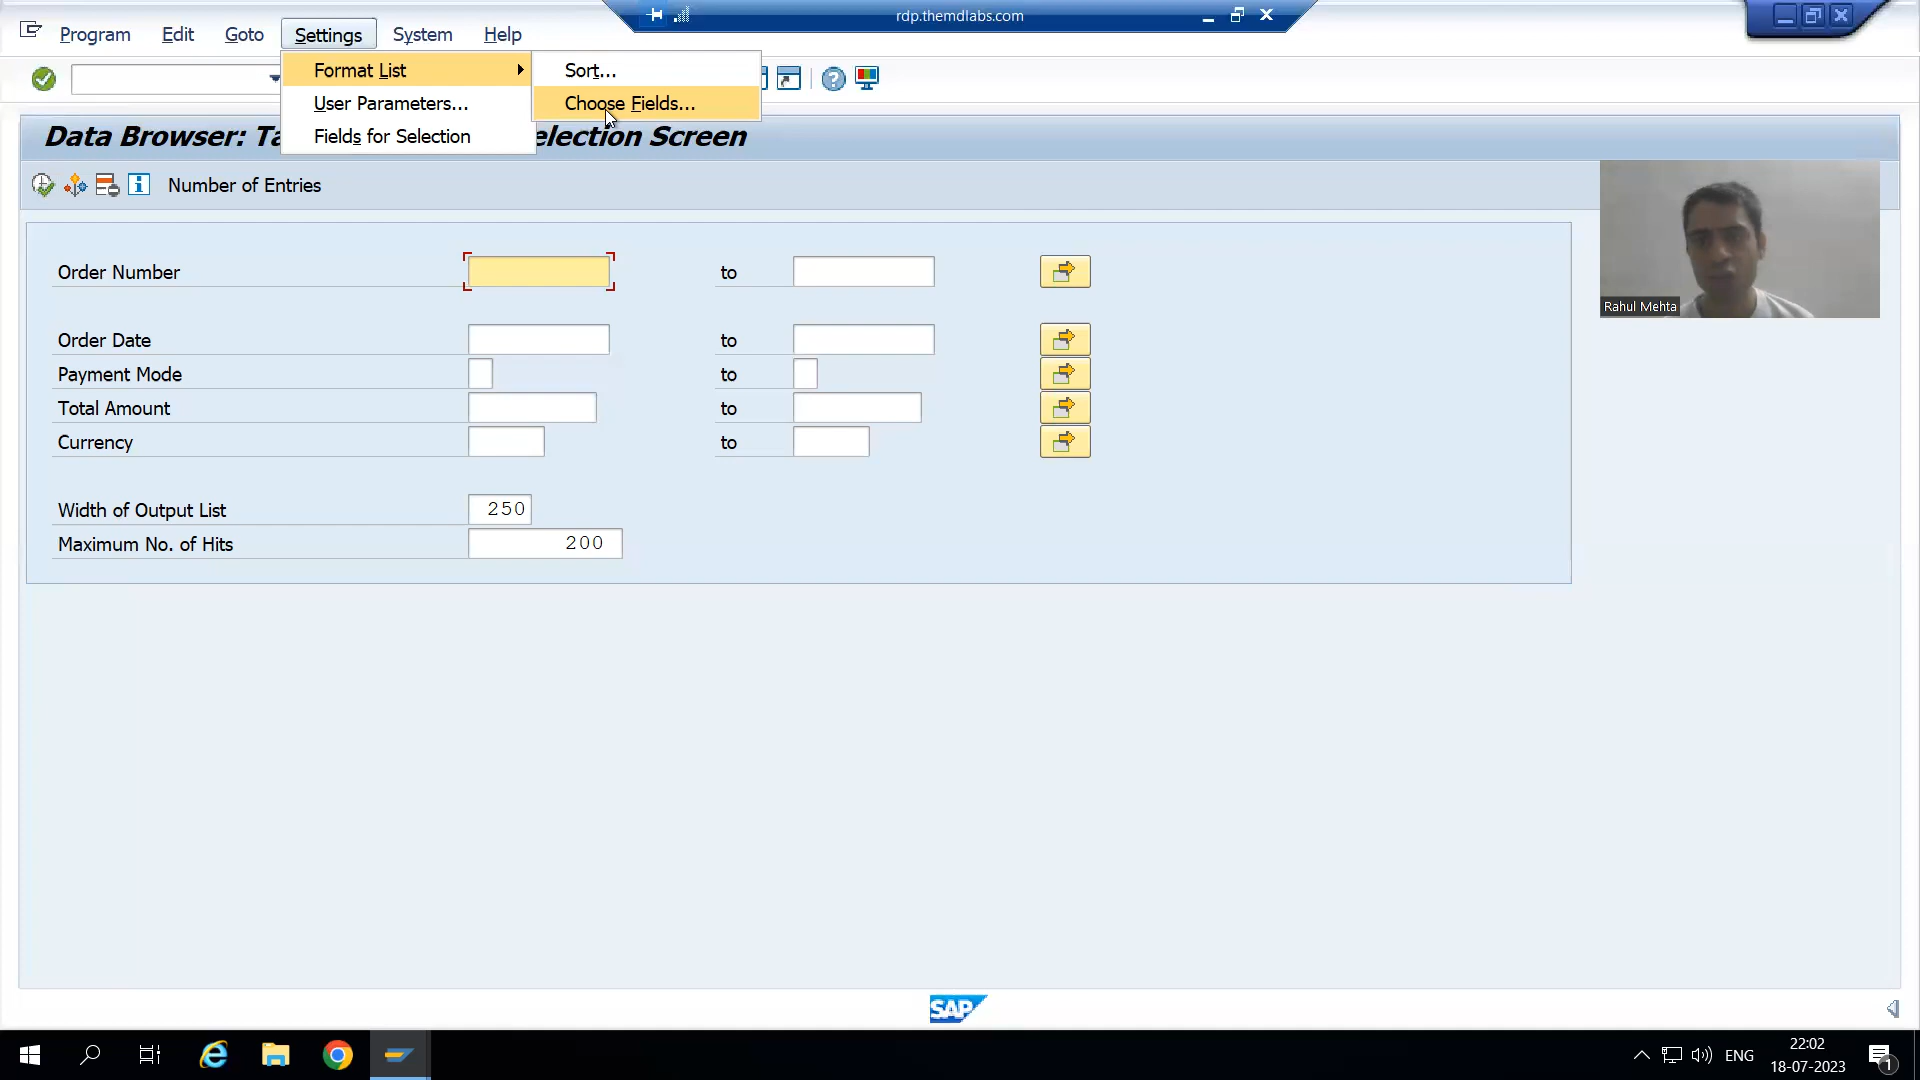 rdp.themdlabs.com
Program Edit Goto Settings System Help
Format List Sort...
User Parameters... Choose Fields...
Fields for Selection
Data Browser: Ta election Screen
Number of Entries
Rahul Mehta
Order Number to
Order Date to
Payment Mode to
Total Amount to
Currency to
Width of Output List 250
Maximum No. of Hits 200
SAP
ENG
22:02
18-07-2023
1